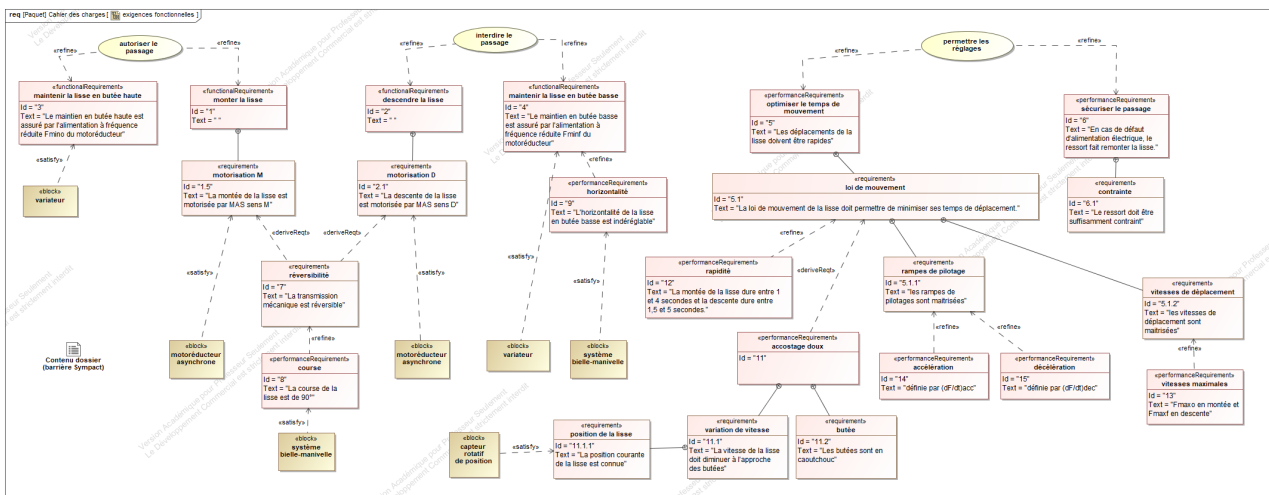 req [Paquet] Cahier des charges [ exigences fonctionnelles ]
autoriser le
passage
interdire le
passage
permettre les
réglages
«refine»
«refine»
«refine»
«refine»
«refine»
«refine»
«functionalRequirement»
maintenir la lisse en butée haute
Id = "3"
Text = "Le maintien en butée haute est
assuré par l'alimentation à fréquence
réduite Fmino du motoréducteur"
«functionalRequirement»
monter la lisse
Id = "1"
Text = " "
«functionalRequirement»
descendre la lisse
Id = "2"
Text = " "
«functionalRequirement»
maintenir la lisse en butée basse
Id = "4"
Text = "Le maintien en butée basse
est assuré par l'alimentation à
fréquence réduite Fminf du
motoréducteur"
«performanceRequirement»
optimiser le temps de
mouvement
Id = "5"
Text = "Les déplacements de la
lisse doivent être rapides"
«performanceRequirement»
sécuriser le passage
Id = "6"
Text = "En cas de défaut
d'alimentation électrique, le
ressort fait remonter la lisse."
«satisfy»
«block»
variateur
«requirement»
motorisation M
Id = "1.5"
Text = "La montée de la lisse est
motorisée par MAS sens M"
«requirement»
motorisation D
Id = "2.1"
Text = "La descente de la lisse
est motorisée par MAS sens D"
«refine»
«performanceRequirement»
horizontalité
Id = "9"
Text = "L'horizontalité de la lisse
en butée basse est indéréglable"
«requirement»
loi de mouvement
Id = "5.1"
Text = "La loi de mouvement de la lisse doit permettre de minimiser ses temps de déplacement."
«requirement»
contrainte
Id = "6.1"
Text = "Le ressort doit être
suffisamment contraint"
«deriveReqt»
«deriveReqt»
«satisfy»
«satisfy»
«satisfy»
«satisfy»
«requirement»
réversibilité
Id = "7"
Text = "La transmission
mécanique est réversible"
«refine»
«deriveReqt»
«performanceRequirement»
rapidité
Id = "12"
Text = "La montée de la lisse dure entre 1
et 4 secondes et la descente dure entre
1,5 et 5 secondes."
«requirement»
rampes de pilotage
Id = "5.1.1"
Text = "les rampes de
pilotages sont maitrisées"
«requirement»
vitesses de déplacement
Id = "5.1.2"
Text = "les vitesses de
déplacement sont
maitrisées"
Contenu dossier
(barrière Sympact)
«block»
motoréducteur
asynchrone
«refine»
«performanceRequirement»
course
Id = "8"
Text = "La course de la
lisse est de 90°"
«block»
motoréducteur
asynchrone
«block»
variateur
«block»
système
bielle-manivelle
«performanceRequirement»
accostage doux
Id = "11"
«refine»
«refine»
«performanceRequirement»
accélération
Id = "14"
Text = "définie par (dF/dt)acc"
«performanceRequirement»
décélération
Id = "15"
Text = "définie par (dF/dt)dec"
«refine»
«performanceRequirement»
vitesses maximales
Id = "13"
Text = "Fmaxo en montée et
Fmaxf en descente"
«satisfy»
«block»
système
bielle-manivelle
«block»
capteur
rotatif
de position
«satisfy»
«requirement»
position de la lisse
Id = "11.1.1"
Text = "La position courante
de la lisse est connue"
«requirement»
variation de vitesse
Id = "11.1"
Text = "La vitesse de la lisse
doit diminuer à l'approche
des butées"
«requirement»
butée
Id = "11.2"
Text = "Les butées sont en
caoutchouc"